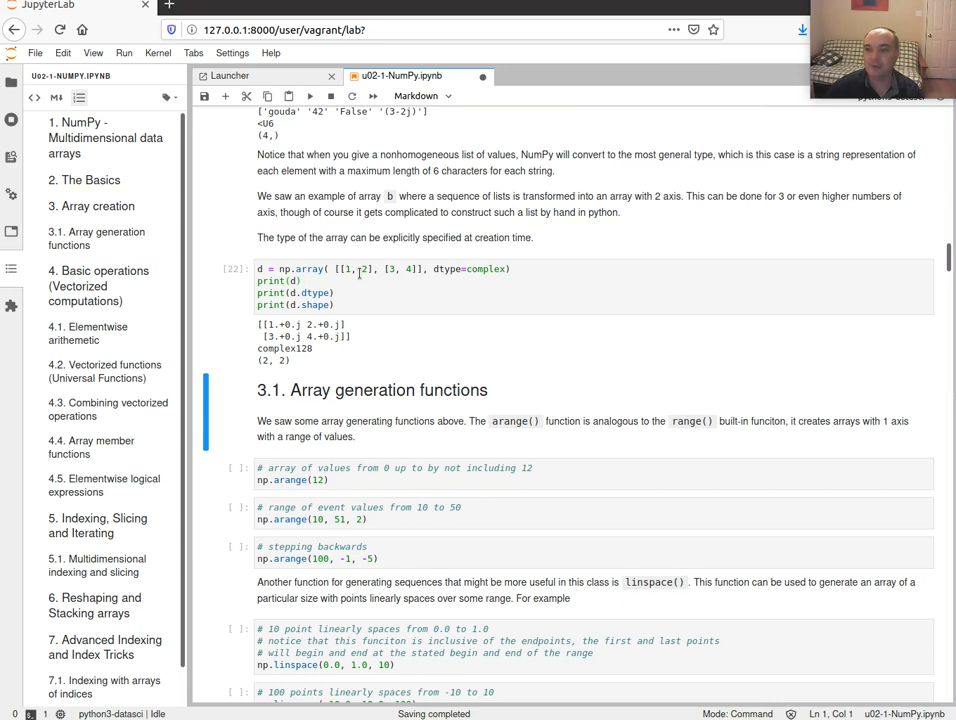 JupyterLab
127.0.0.1:8000/user/vagrant/lab?
File Edit View Run Kernel Tabs Settings Help
U02-1-NUMPY.IPYNB
Launcher
u02-1-NumPy.ipynb
Markdown
1. NumPy -
Multidimensional data
arrays
2. The Basics
3. Array creation
3.1. Array generation
functions
4. Basic operations
(Vectorized
computations)
4.1. Elementwise
arithemetic
4.2. Vectorized functions
(Universal Functions)
4.3. Combining vectorized
operations
4.4. Array member
functions
4.5. Elementwise logical
expressions
5. Indexing, Slicing
and Iterating
5.1. Multidimensional
indexing and slicing
6. Reshaping and
Stacking arrays
7. Advanced Indexing
and Index Tricks
7.1. Indexing with arrays
of indices
['gouda' '42' 'False' '(3-2j)']
<U6
(4,)
Notice that when you give a nonhomogeneous list of values, NumPy will convert to the most general type, which is this case is a string representation of
each element with a maximum length of 6 characters for each string.
We saw an example of array b where a sequence of lists is transformed into an array with 2 axis. This can be done for 3 or even higher numbers of
axis, though of course it gets complicated to construct such a list by hand in python.
The type of the array can be explicitly specified at creation time.
[22]: d = np.array( [[1, 2], [3, 4]], dtype=complex)
print(d)
print(d.dtype)
print(d.shape)
[[1.+0.j 2.+0.j]
[3.+0.j 4.+0.j]]
complex128
(2, 2)
3.1. Array generation functions
We saw some array generating functions above. The arange() function is analogous to the range() built-in funciton, it creates arrays with 1 axis
with a range of values.
[ ]: # array of values from 0 up to by not including 12
np.arange(12)
[ ]: # range of event values from 10 to 50
np.arange(10, 51, 2)
[ ]: # stepping backwards
np.arange(100, -1, -5)
Another function for generating sequences that might be more useful in this class is linspace(). This function can be used to generate an array of a
particular size with points linearly spaces over some range. For example
[ ]: # 10 point linearly spaces from 0.0 to 1.0
# notice that this funciton is inclusive of the endpoints, the first and last points
# will begin and end at the stated begin and end of the range
np.linspace(0.0, 1.0, 10)
[ ]: # 100 points linearly spaces from -10 to 10
0 1 python3-datasci | Idle Saving completed Mode: Command Ln 1, Col 1 u02-1-NumPy.ipynb